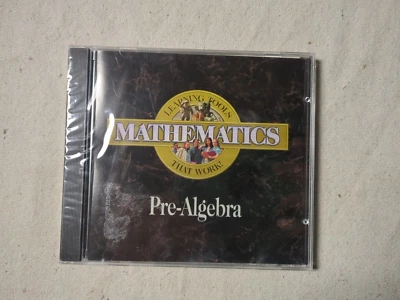 LEARNING TOOLS
MATHEMATICS
THAT WORK!
Pre-Algebra